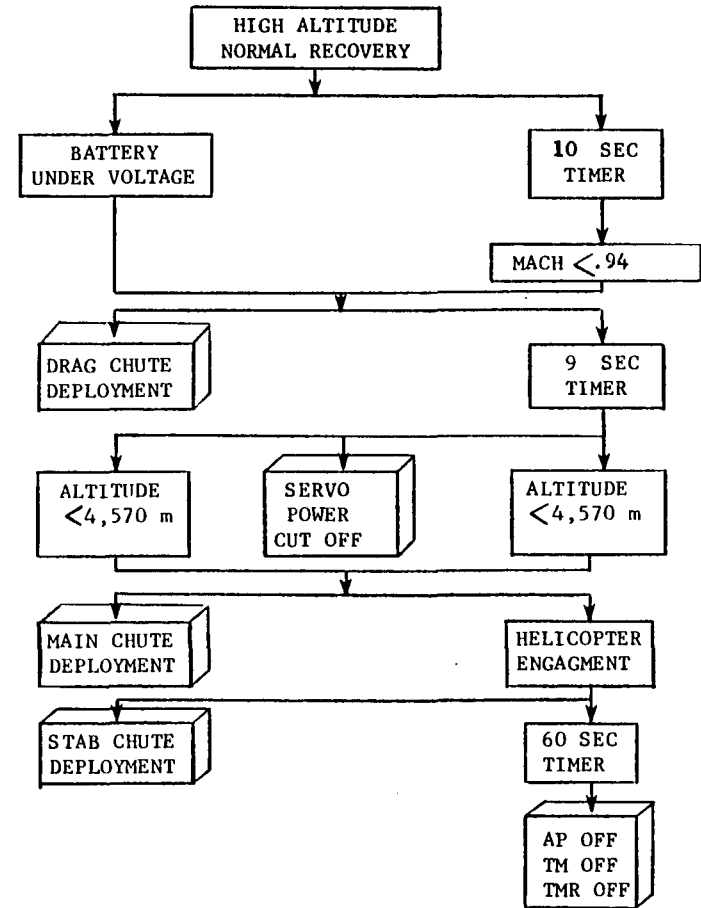 HIGH ALTITUDE
NORMAL RECOVERY
BATTERY
UNDER VOLTAGE
10 SEC
TIMER
MACH <.94
DRAG CHUTE
DEPLOYMENT
9 SEC
TIMER
ALTITUDE
<4,570 m
SERVO
POWER
CUT OFF
ALTITUDE
<4,570 m
MAIN CHUTE
DEPLOYMENT
HELICOPTER
ENGAGMENT
STAB CHUTE
DEPLOYMENT
60 SEC
TIMER
AP OFF
TM OFF
TMR OFF